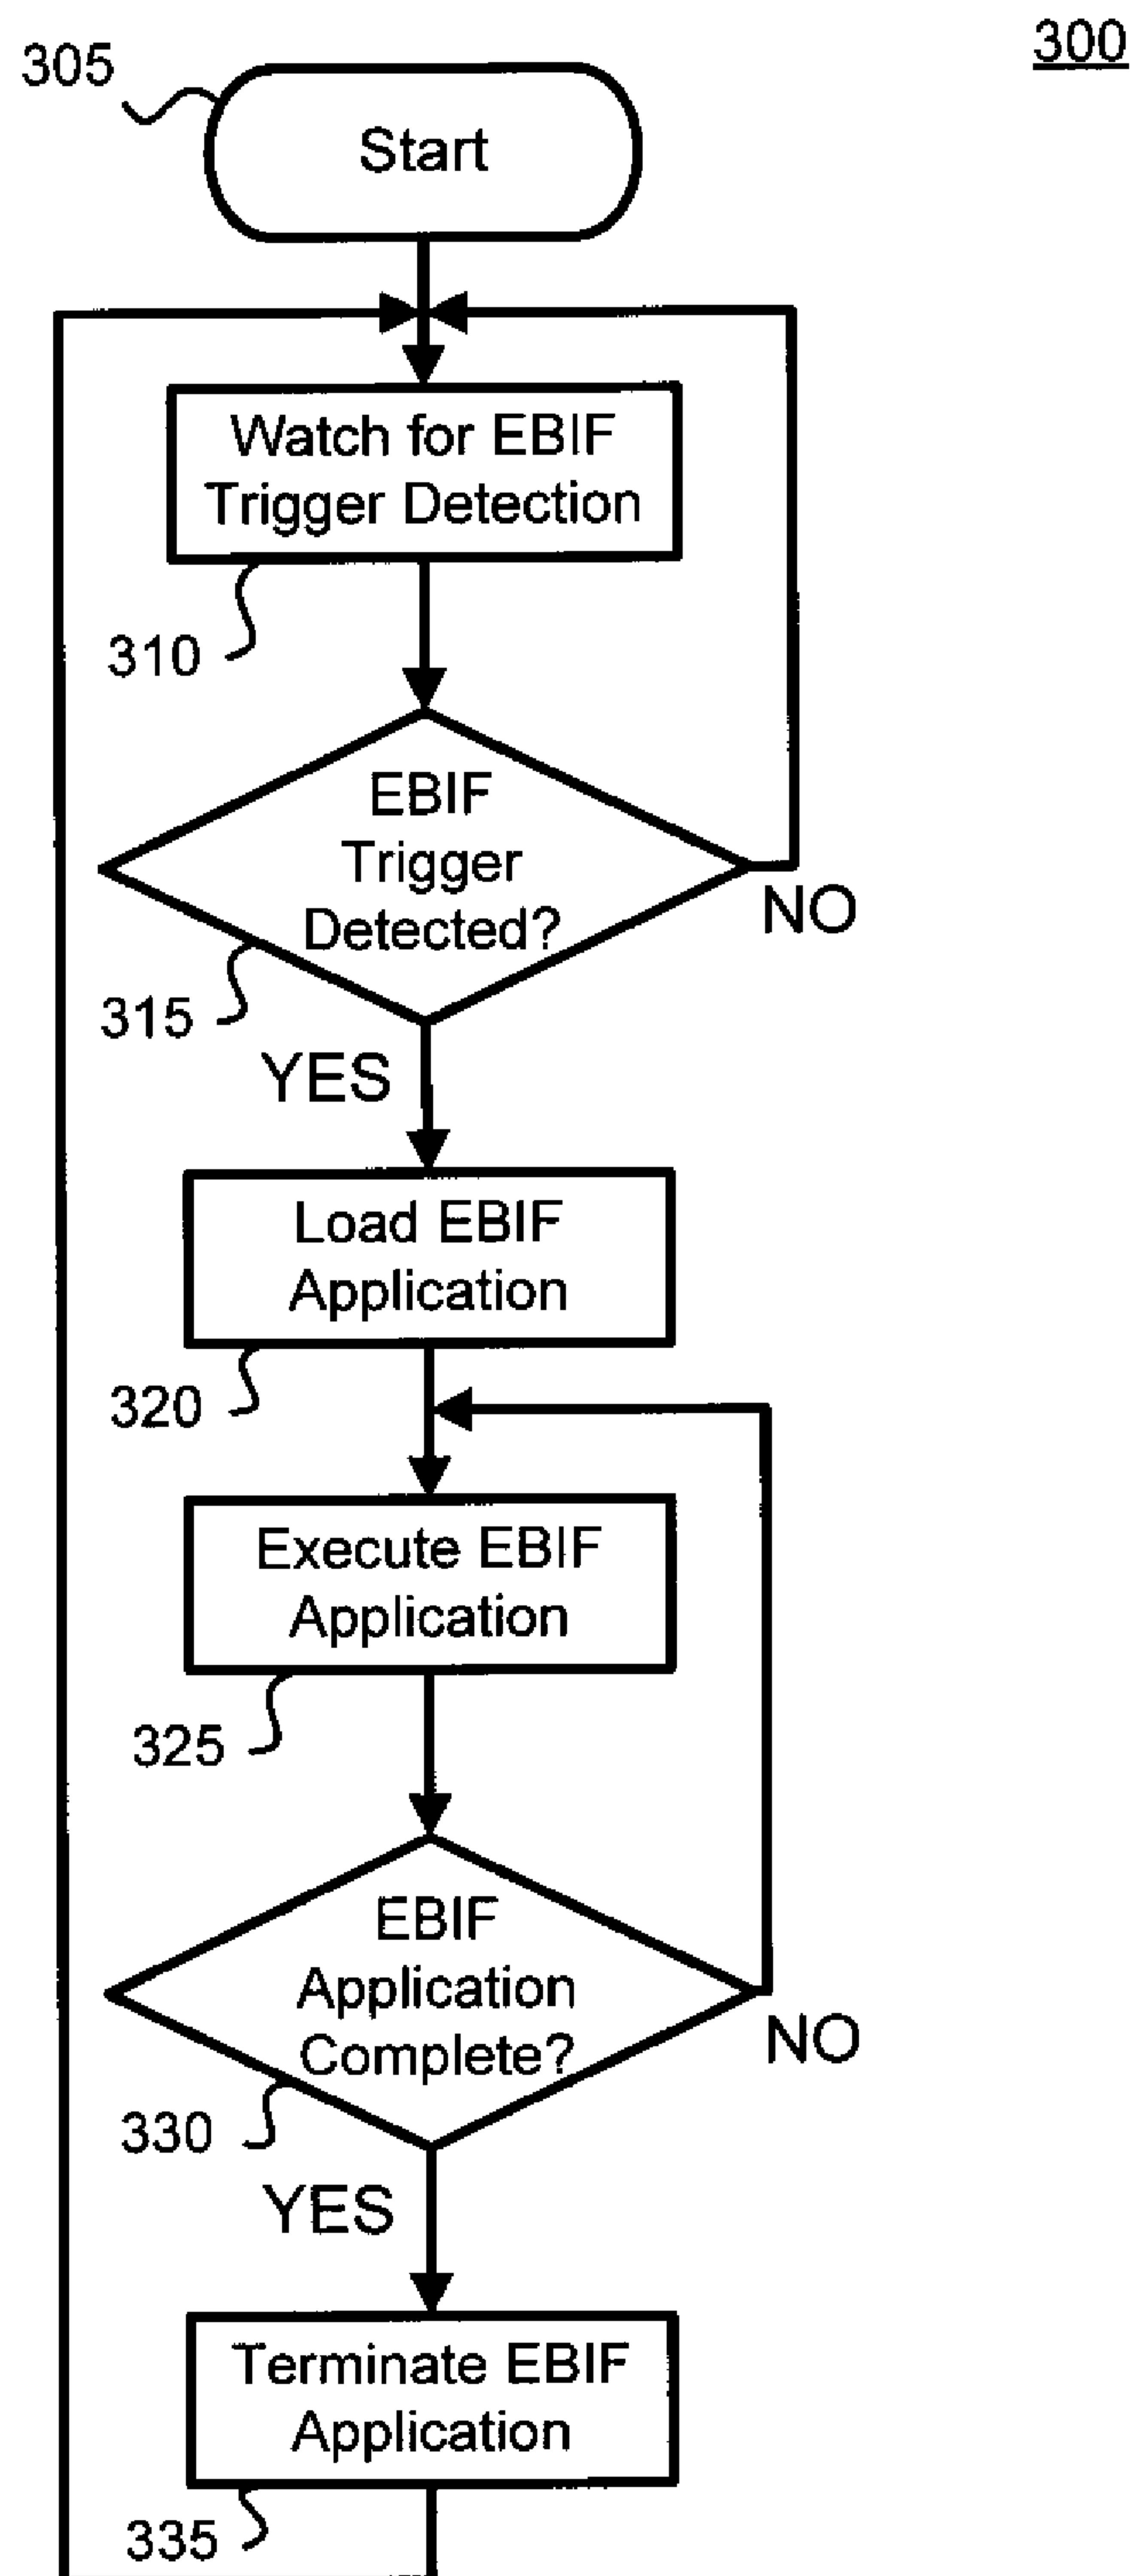 300
305
Start
Watch for EBIF
Trigger Detection
310
EBIF
Trigger
Detected?
NO
315
YES
Load EBIF
Application
320
Execute EBIF
Application
325
EBIF
Application
Complete?
NO
330
YES
Terminate EBIF
Application
335